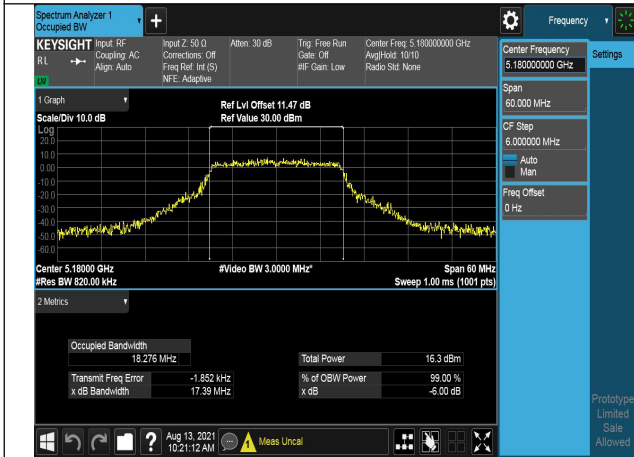 Spectrum Analyzer 1
Occupied BW
Frequency
KEYSIGHT
RL
LXI
Input: RF
Coupling: AC
Align: Auto
Input Z: 50 Ω
Corrections: Off
Freq Ref: Int (S)
NFE: Adaptive
Atten: 30 dB
Trig: Free Run
Gate: Off
#IF Gain: Low
Center Freq: 5.180000000 GHz
Avg|Hold: 10/10
Radio Std: None
Center Frequency
5.180000000 GHz
Settings
Span
60.000 MHz
CF Step
6.000000 MHz
Auto
Man
Freq Offset
0 Hz
1 Graph
Scale/Div 10.0 dB
Ref Lvl Offset 11.47 dB
Ref Value 30.00 dBm
Log
20.0
10.0
0.00
-10.0
-20.0
-30.0
-40.0
-50.0
-60.0
Center 5.18000 GHz
#Video BW 3.0000 MHz*
Span 60 MHz
#Res BW 820.00 kHz
Sweep 1.00 ms (1001 pts)
2 Metrics
Occupied Bandwidth
18.276 MHz
Total Power 16.3 dBm
Transmit Freq Error -1.852 kHz
% of OBW Power 99.00 %
x dB Bandwidth 17.39 MHz
x dB -6.00 dB
Prototype
Limited
Sale
Allowed
?
Aug 13, 2021
10:21:12 AM
Meas Uncal